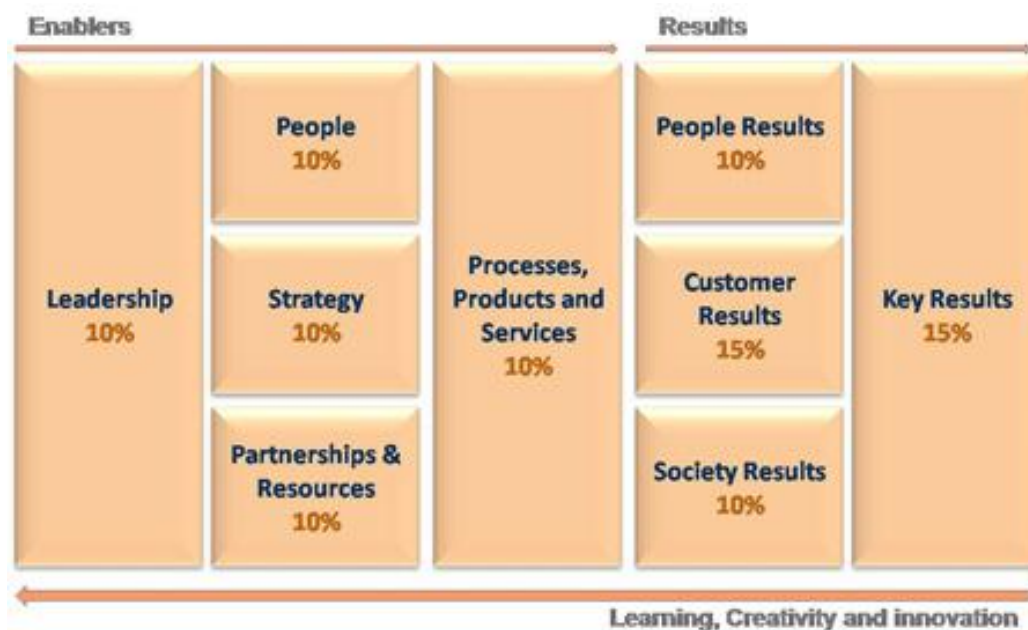 Enablers
Results
Leadership
10%
People
10%
Strategy
10%
Partnerships &
Resources
10%
Processes,
Products and
Services
10%
People Results
10%
Customer
Results
15%
Society Results
10%
Key Results
15%
Learning, Creativity and innovation